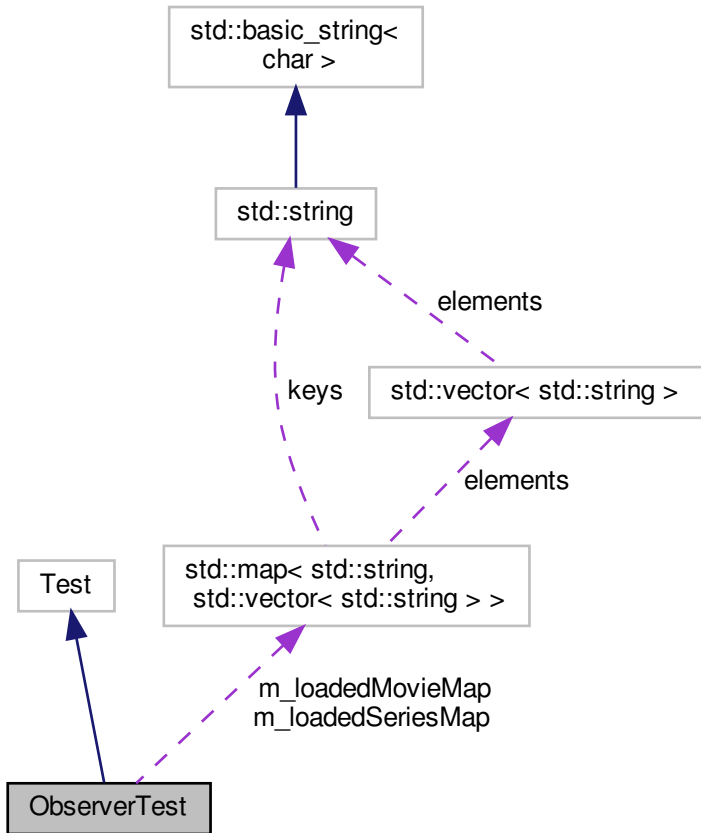 std::basic_string<
char >
std::string
elements
keys
std::vector< std::string >
elements
std::map< std::string,
std::vector< std::string > >
Test
m_loadedMovieMap
m_loadedSeriesMap
ObserverTest